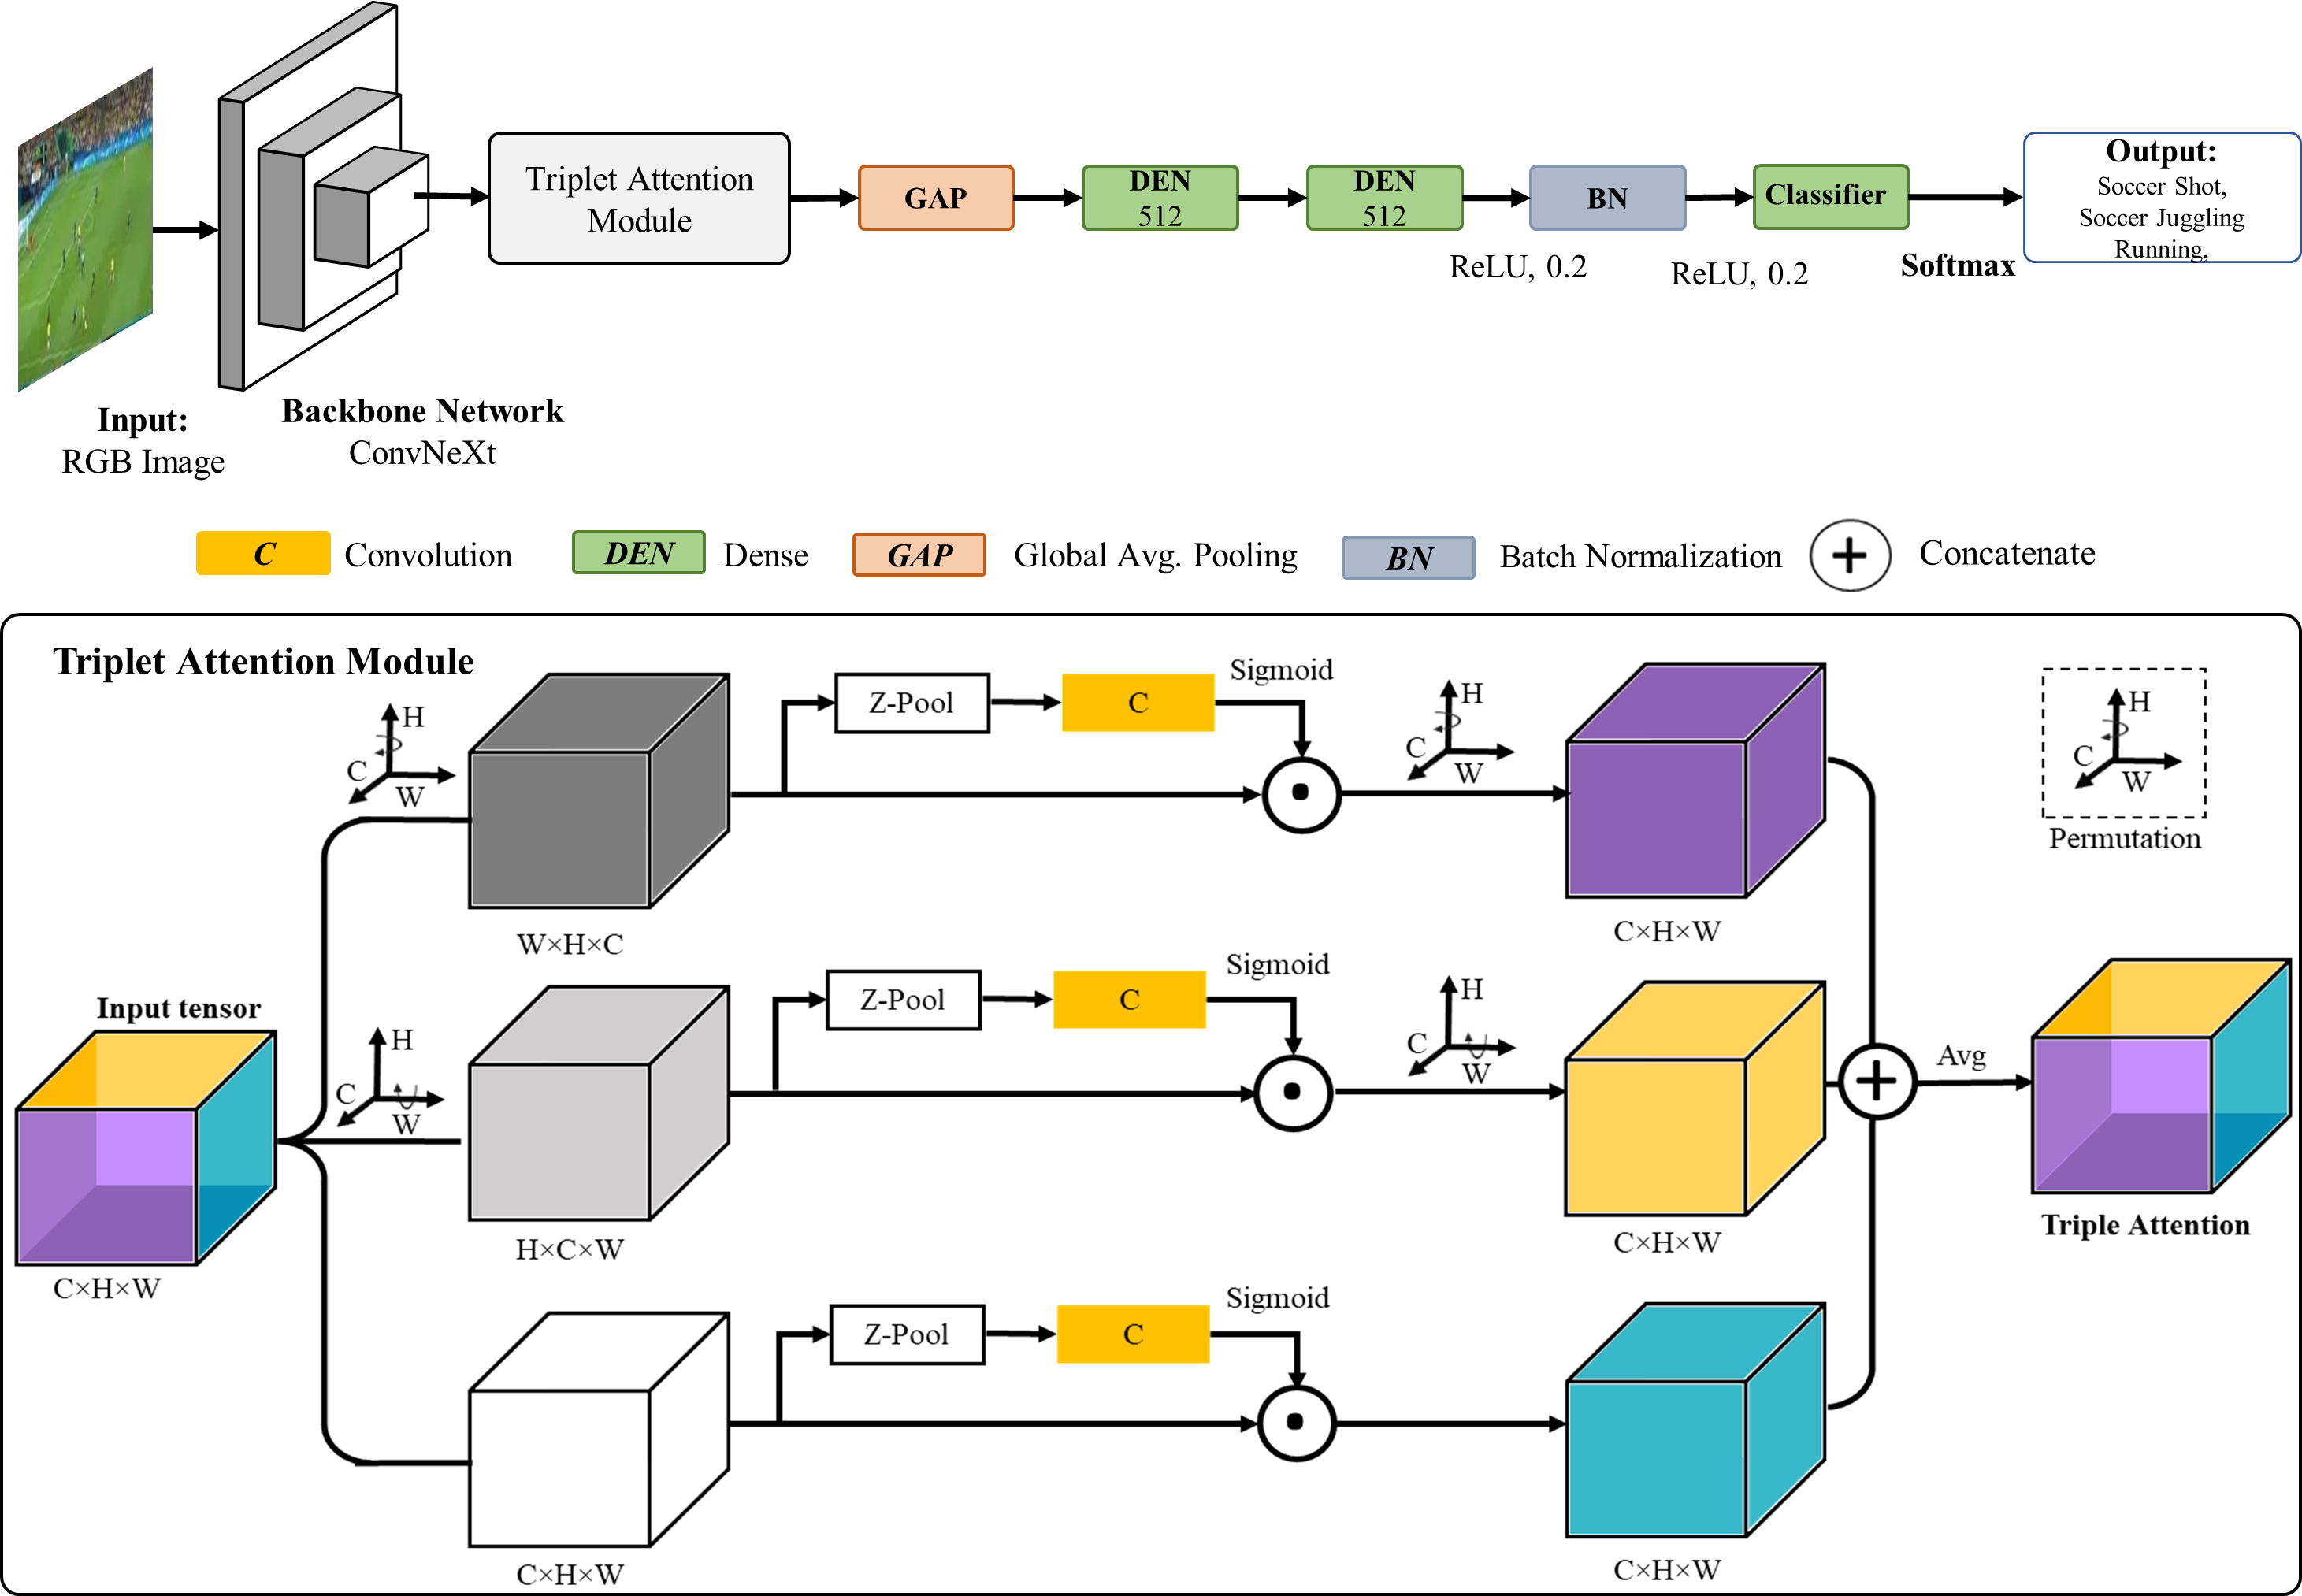 Triplet Attention
Module
GAP
DEN
512
DEN
512
BN
Classifier
Output:
Soccer Shot,
Soccer Juggling
Running,
ReLU, 0.2
ReLU, 0.2
Softmax
Input:
RGB Image
Backbone Network
ConvNeXt
C Convolution
DEN Dense
GAP Global Avg. Pooling
BN Batch Normalization
+ Concatenate
Triplet Attention Module
H
C
W
W×H×C
Z-Pool
C
Sigmoid
H
C
W
C×H×W
H
C
W
Permutation
Input tensor
C×H×W
H
C
W
H×C×W
Z-Pool
C
Sigmoid
H
C
W
C×H×W
+
Avg
Triple Attention
C×H×W
Z-Pool
C
Sigmoid
C×H×W